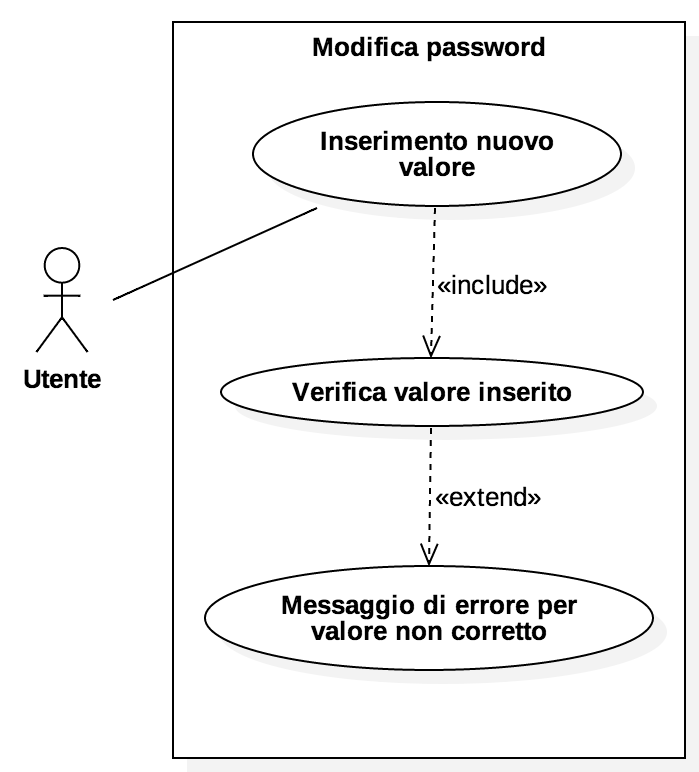 Modifica password
Inserimento nuovo
valore
«include»
Utente
Verifica valore inserito
«extend»
Messaggio di errore per
valore non corretto